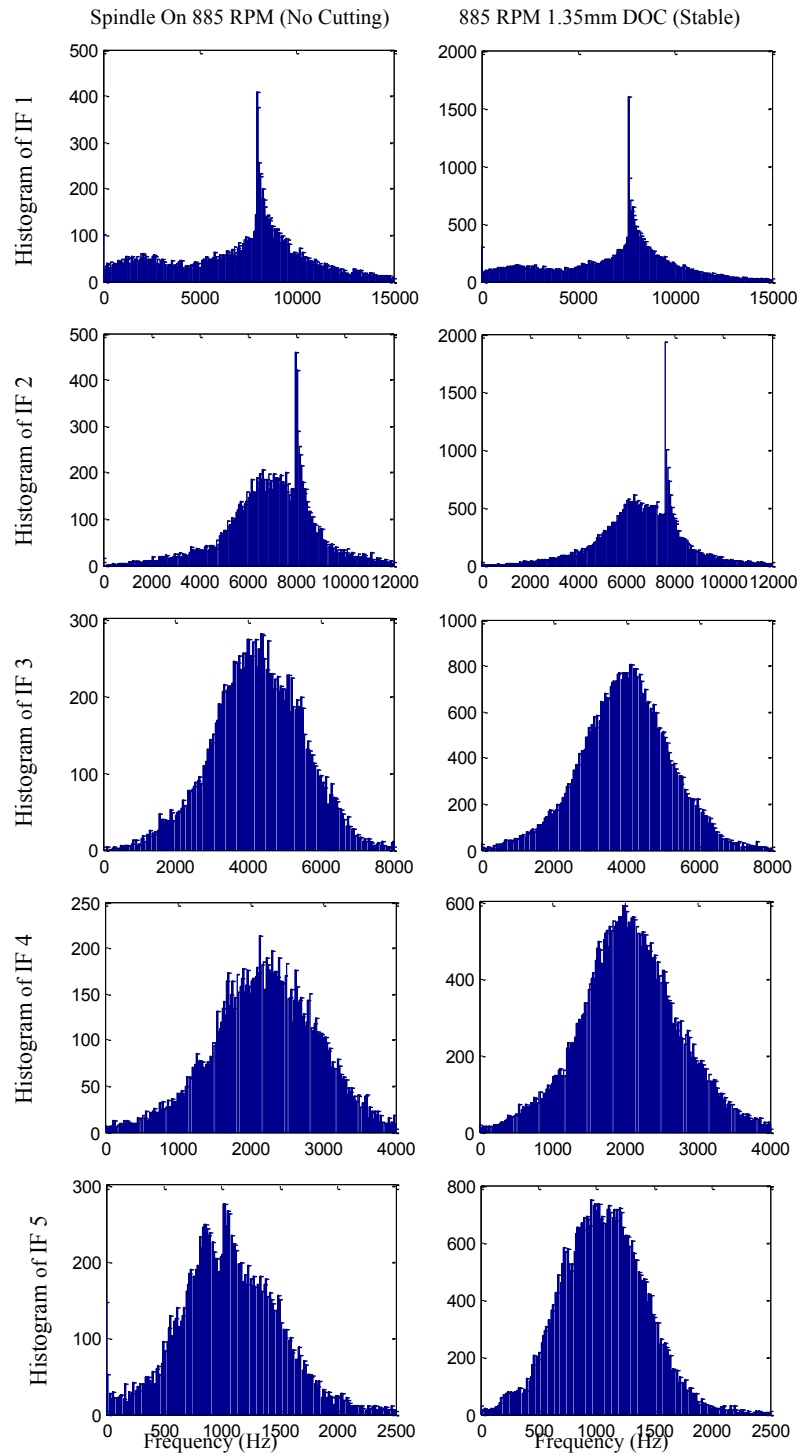 Spindle On 885 RPM (No Cutting)
885 RPM 1.35mm DOC (Stable)
Histogram of IF 1
500
400
300
200
100
0
0 5000 10000 15000
2000
1500
1000
500
0
0 5000 10000 15000
Histogram of IF 2
500
400
300
200
100
0
0 2000 4000 6000 8000 10000 12000
2000
1500
1000
500
0
0 2000 4000 6000 8000 10000 12000
Histogram of IF 3
300
200
100
0
0 2000 4000 6000 8000
1000
800
600
400
200
0
0 2000 4000 6000 8000
Histogram of IF 4
250
200
150
100
50
0
0 1000 2000 3000 4000
600
400
200
0
0 1000 2000 3000 4000
Histogram of IF 5
300
200
100
0
0 500 1000 1500 2000 2500
Frequency (Hz)
800
600
400
200
0
0 500 1000 1500 2000 2500
Frequency (Hz)